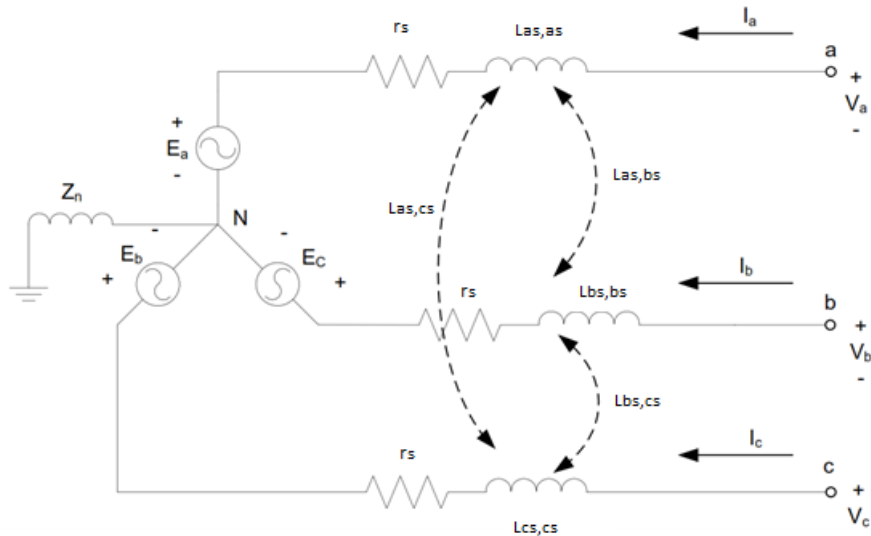 rs
Las,as
Ia
a
+
Va
-
+
Ea
-
Las,bs
Zn
N
Las,cs
-
-
Eb
EC
+
+
rs
Lbs,bs
Ib
b
+
Vb
-
Lbs,cs
rs
Ic
c
+
Vc
-
Lcs,cs